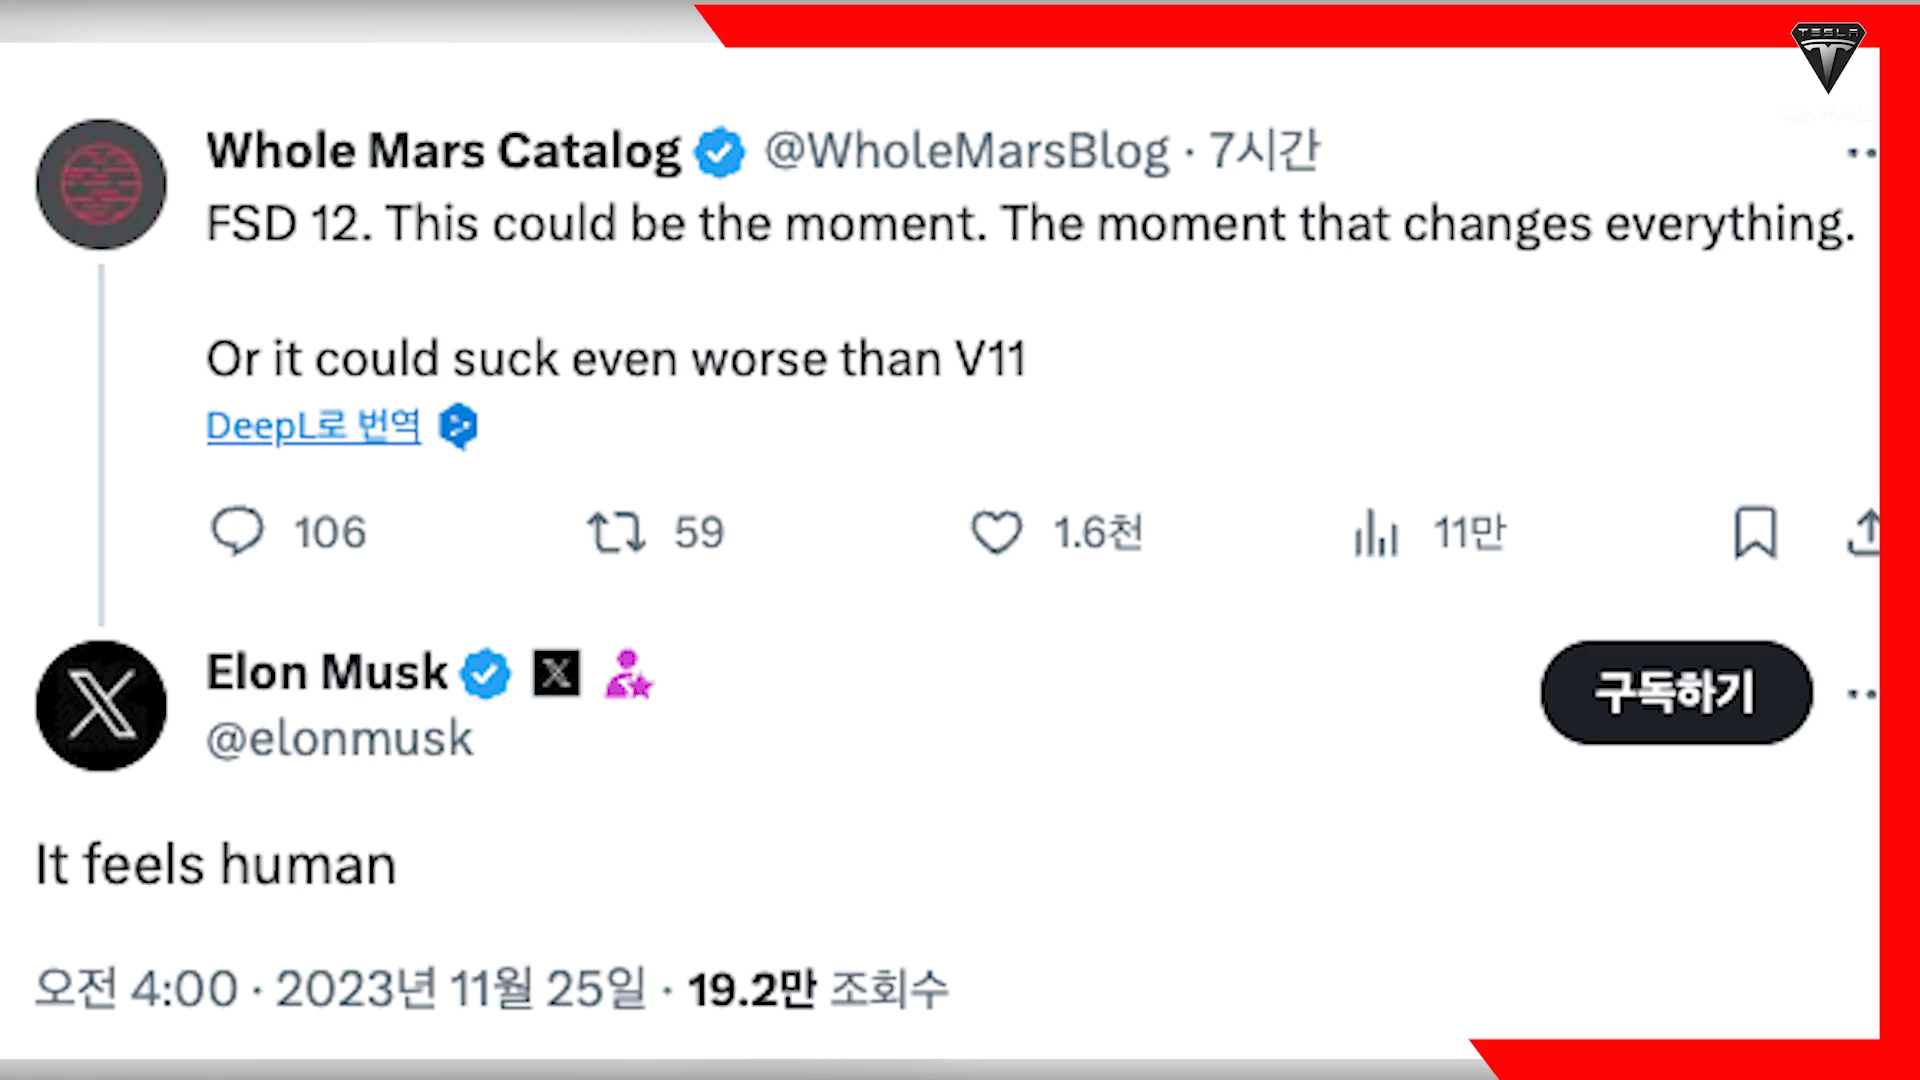 TESLA
Whole Mars Catalog @WholeMarsBlog · 7시간
FSD 12. This could be the moment. The moment that changes everything.
Or it could suck even worse than V11
DeepL로 번역
106 59 1.6천 11만
Elon Musk
구독하기
@elonmusk
It feels human
오전 4:00 · 2023년 11월 25일 · 19.2만 조회수